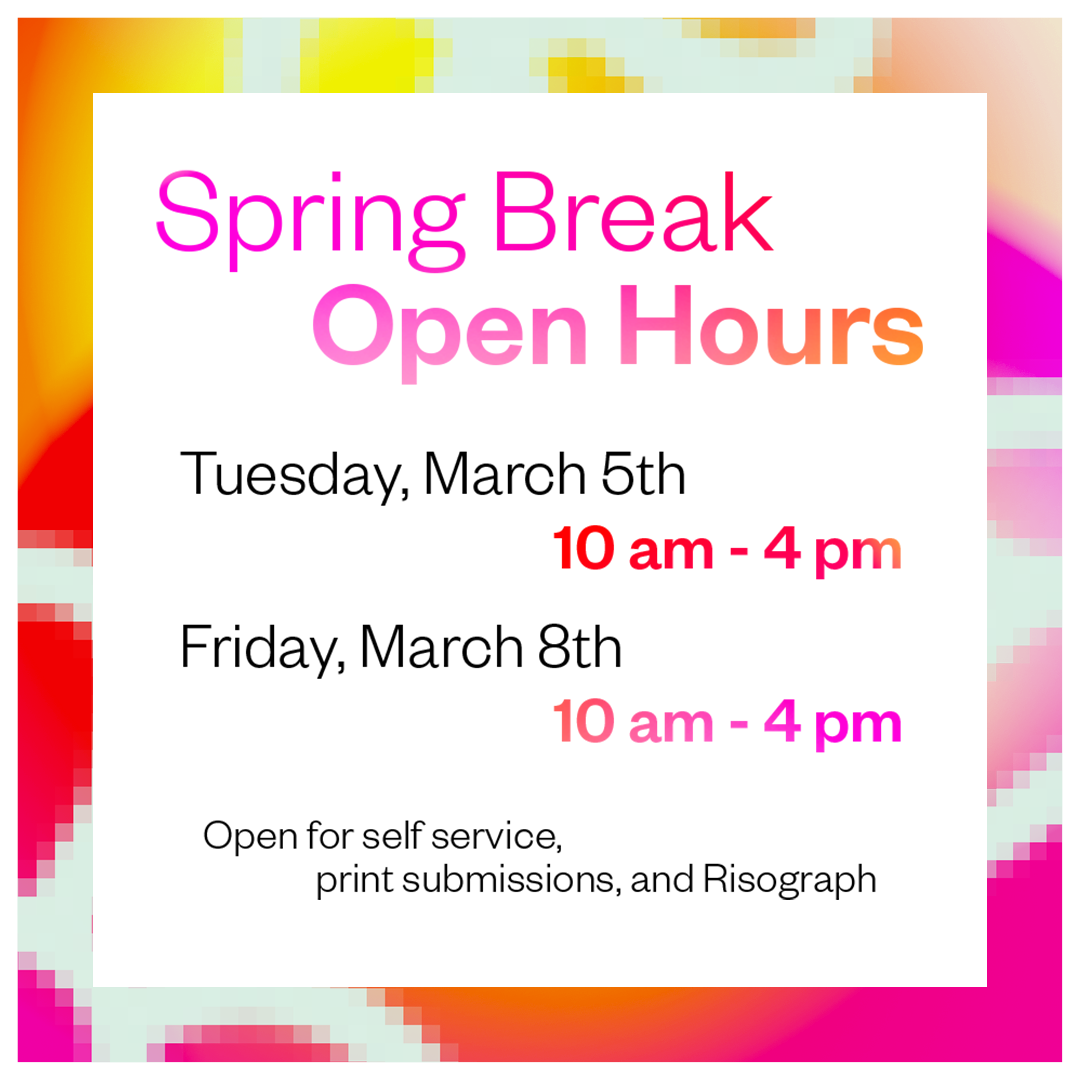 Spring Break
Open Hours
Tuesday, March 5th
10 am - 4 pm
Friday, March 8th
10 am - 4 pm
Open for self service,
print submissions, and Risograph